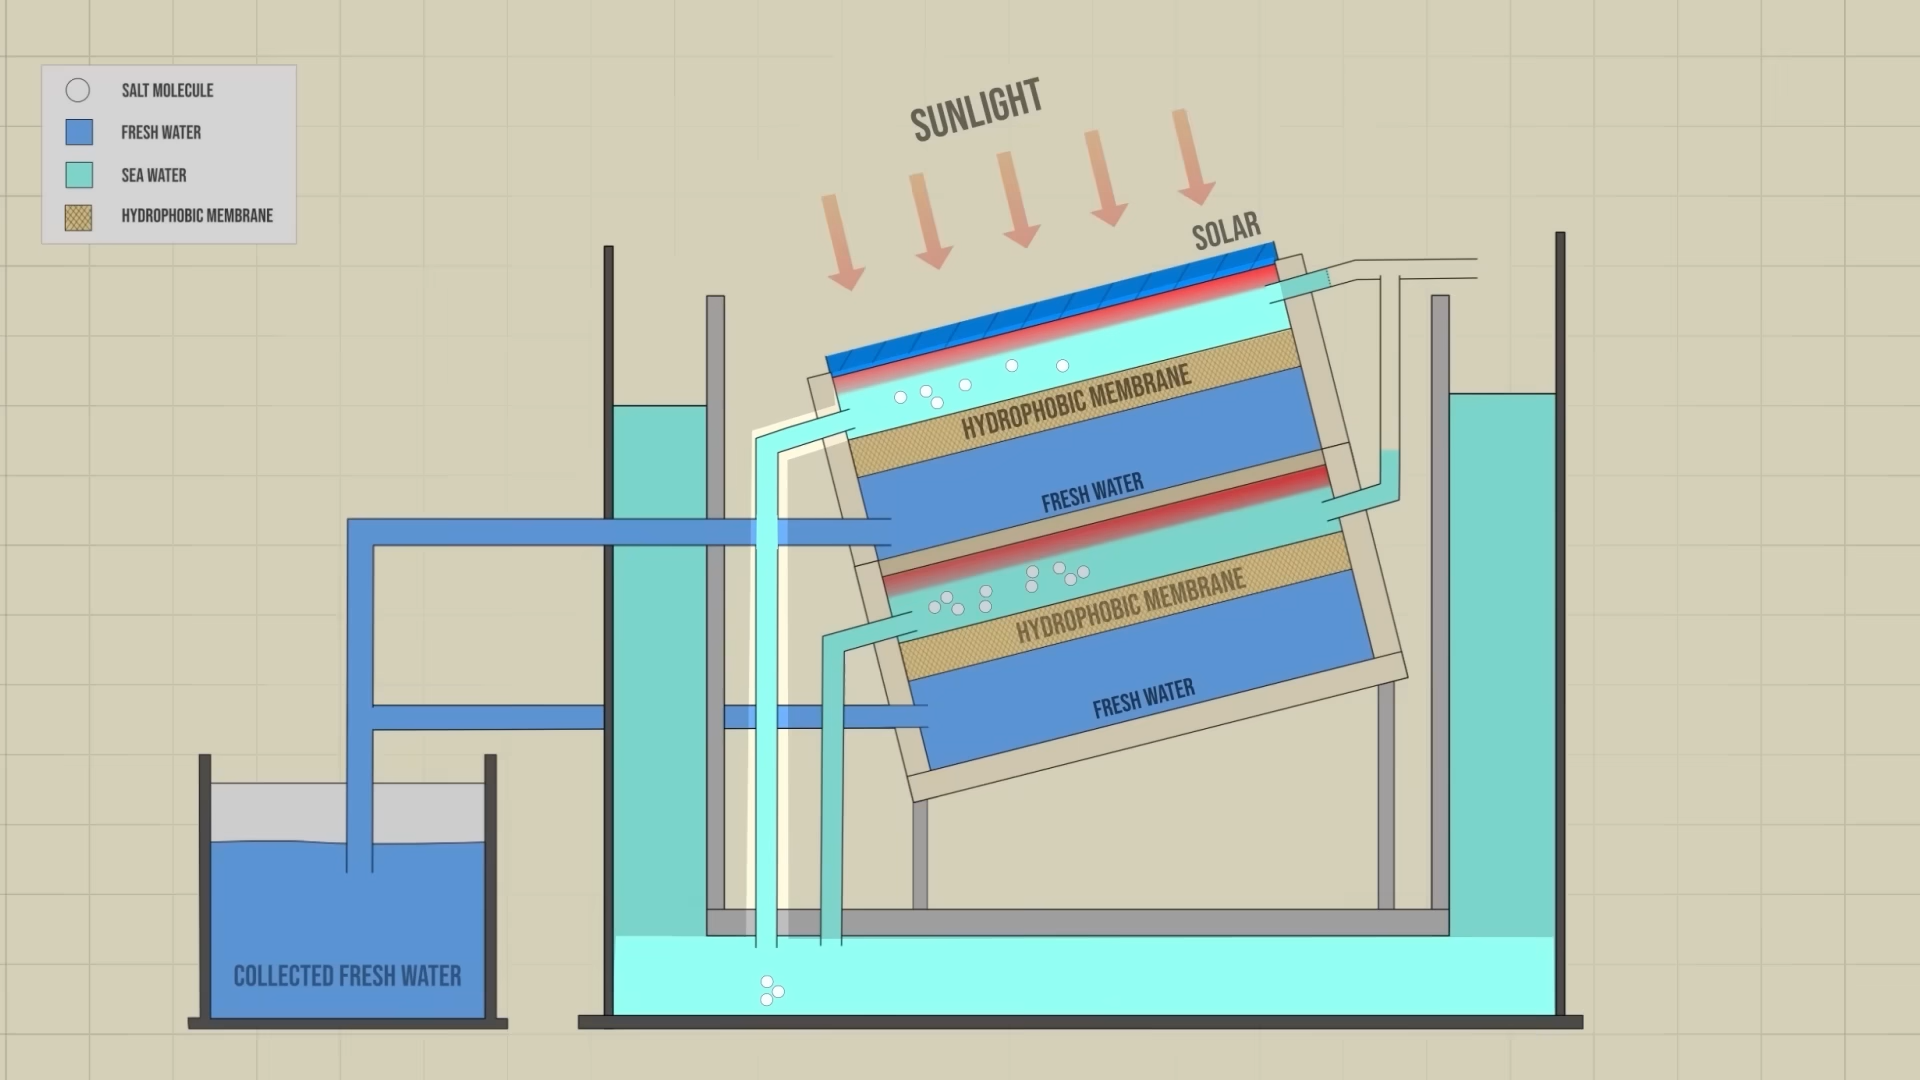 SALT MOLECULE
FRESH WATER
SEA WATER
HYDROPHOBIC MEMBRANE
SUNLIGHT
SOLAR
HYDROPHOBIC MEMBRANE
FRESH WATER
HYDROPHOBIC MEMBRANE
FRESH WATER
COLLECTED FRESH WATER